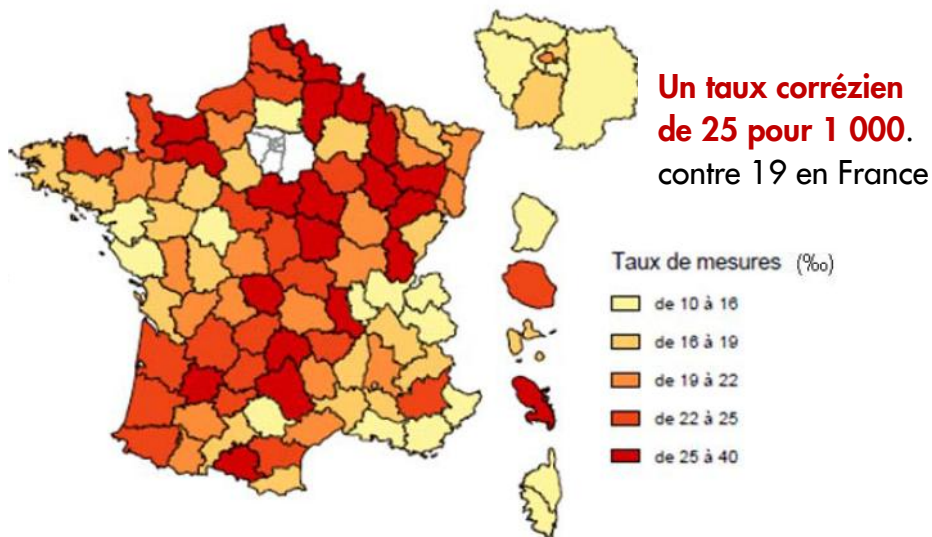 Un taux corrézien
de 25 pour 1 000.
contre 19 en France
Taux de mesures (‰)
de 10 à 16
de 16 à 19
de 19 à 22
de 22 à 25
de 25 à 40